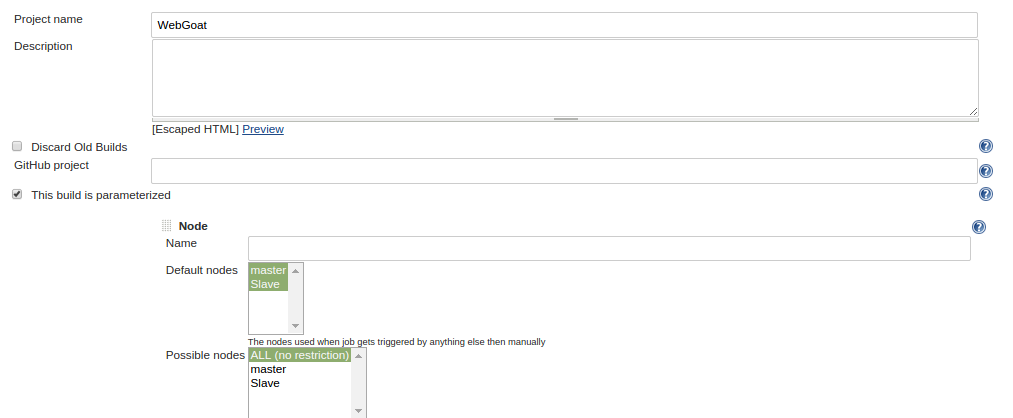 Project name
WebGoat
Description
[Escaped HTML] Preview
Discard Old Builds
GitHub project
This build is parameterized
Node
Name
Default nodes
master
Slave
The nodes used when job gets triggered by anything else then manually
Possible nodes
ALL (no restriction)
master
Slave